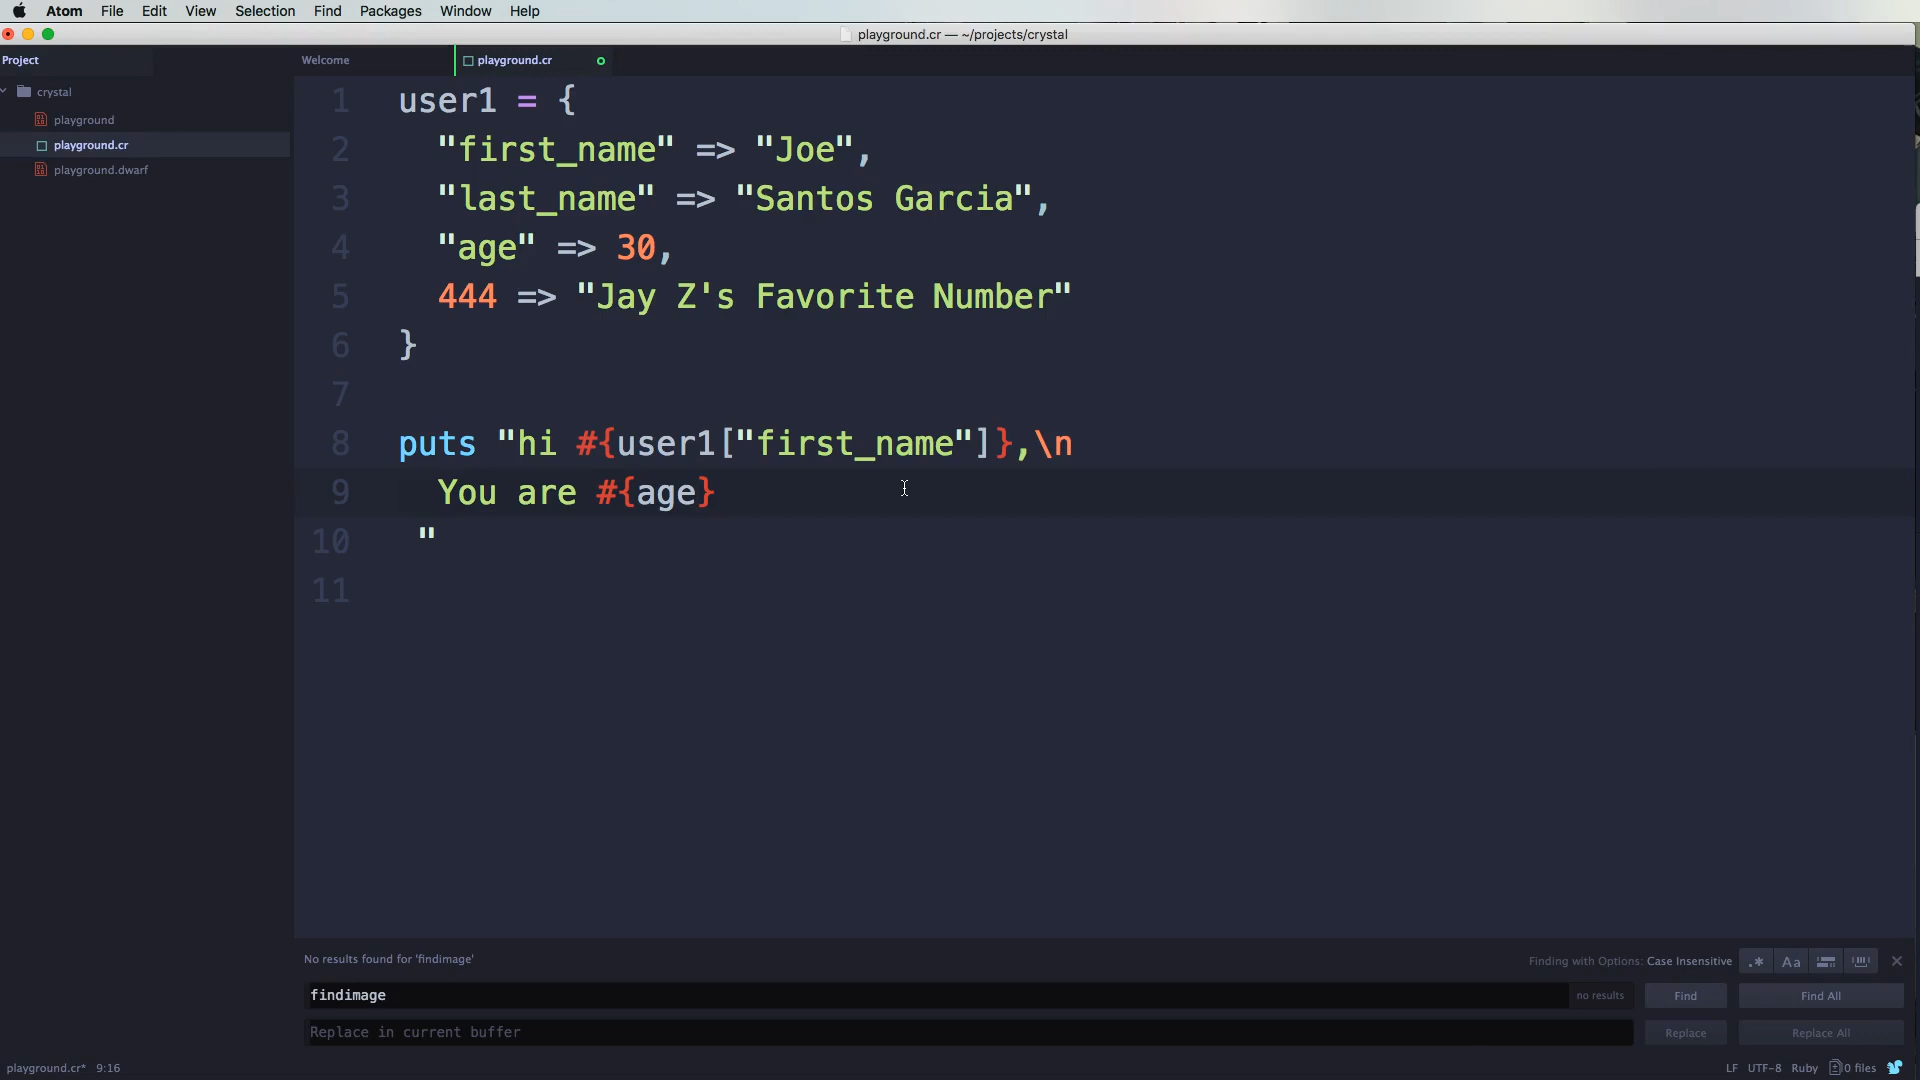 Atom File Edit View Selection Find Packages Window Help
playground.cr — ~/projects/crystal
Project
Welcome
playground.cr
crystal
playground
playground.cr
playground.dwarf
1 user1 = {
2 "first_name" => "Joe",
3 "last_name" => "Santos Garcia",
4 "age" => 30,
5 444 => "Jay Z's Favorite Number"
6 }
7
8 puts "hi #{user1["first_name"]},\n
9 You are #{age}
10 "
11
No results found for 'findimage'
Finding with Options: Case Insensitive
.* Aa
findimage
no results
Find
Find All
Replace in current buffer
Replace
Replace All
playground.cr* 9:16
LF UTF-8 Ruby 0 files